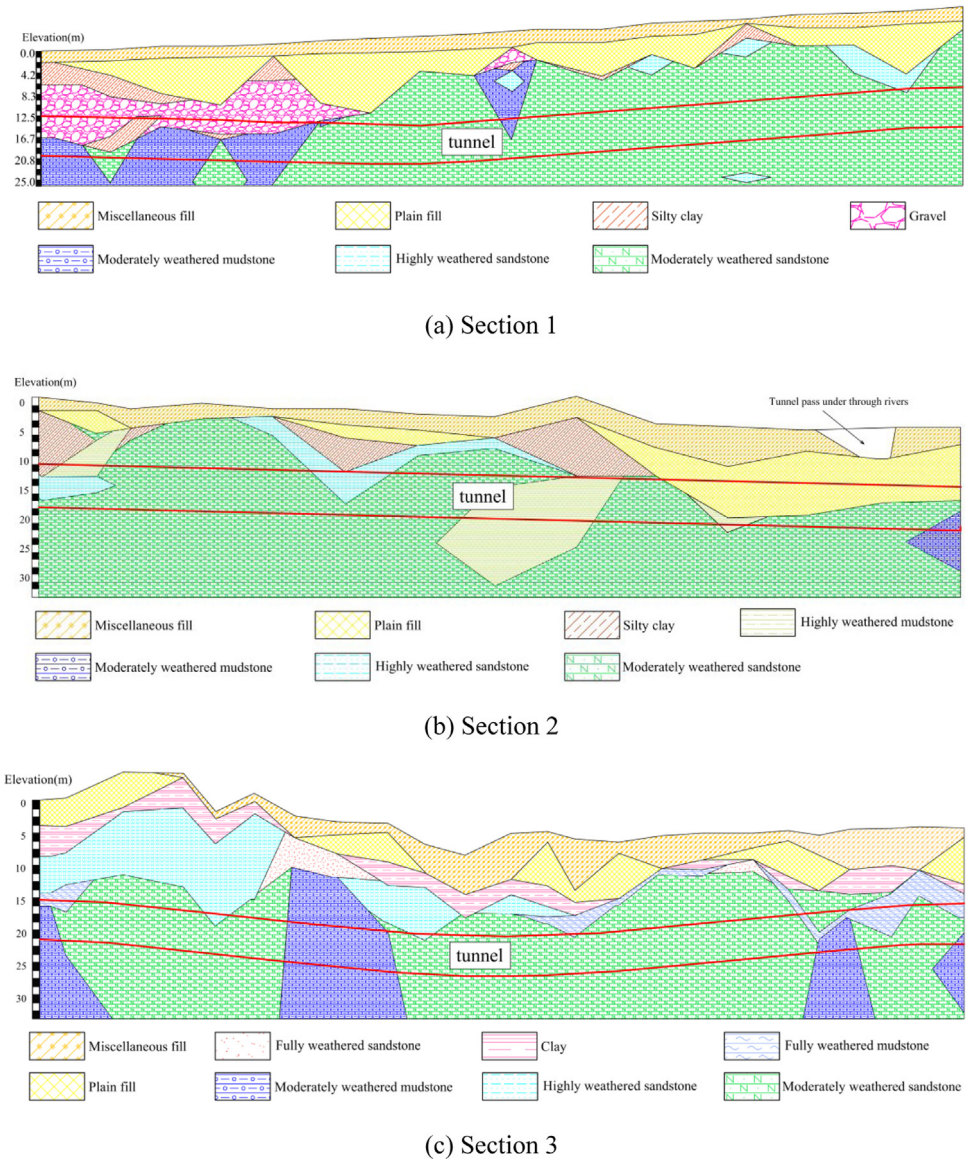 Elevation(m)
0.0
4.2
8.3
12.5
16.7
20.8
25.0
tunnel
Miscellaneous fill
Plain fill
Silty clay
Gravel
Moderately weathered mudstone
Highly weathered sandstone
Moderately weathered sandstone
(a) Section 1
Elevation(m)
0
5
10
15
20
25
30
Tunnel pass under through rivers
tunnel
Miscellaneous fill
Plain fill
Silty clay
Highly weathered mudstone
Moderately weathered mudstone
Highly weathered sandstone
Moderately weathered sandstone
(b) Section 2
Elevation(m)
0
5
10
15
20
25
30
tunnel
Miscellaneous fill
Fully weathered sandstone
Clay
Fully weathered mudstone
Plain fill
Moderately weathered mudstone
Highly weathered sandstone
Moderately weathered sandstone
(c) Section 3